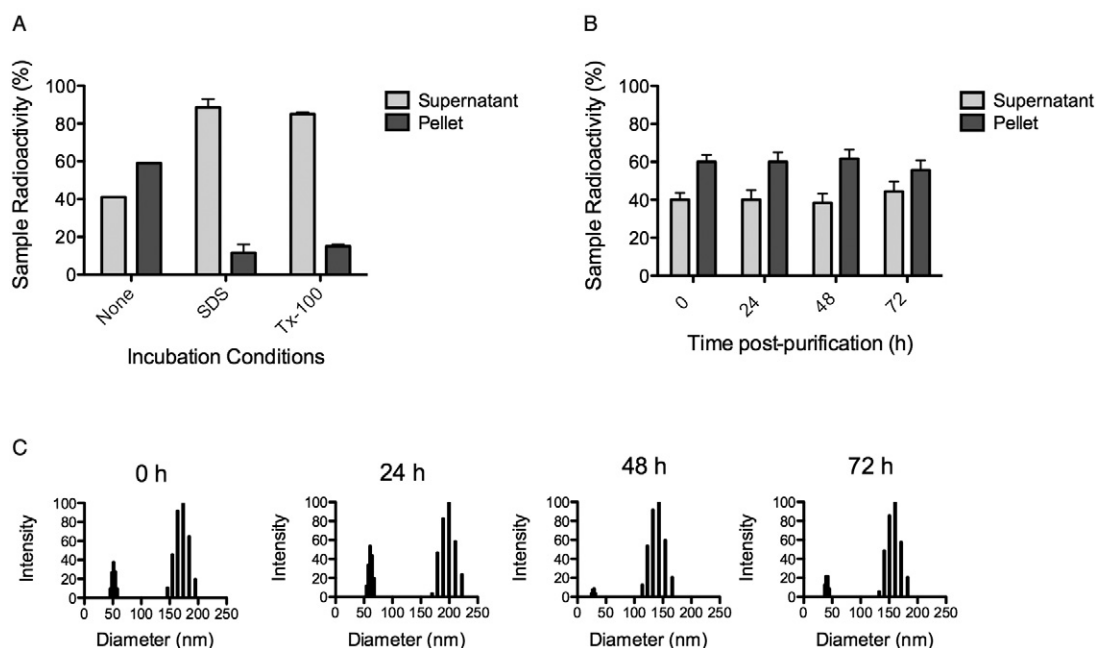 A
B
Sample Radioactivity (%)
100
80
60
40
20
0
None
SDS
Tx-100
Incubation Conditions
Supernatant
Pellet
Sample Radioactivity (%)
100
80
60
40
20
0
0
24
48
72
Time post-purification (h)
Supernatant
Pellet
C
0 h
Intensity
100
80
60
40
20
0
0 50 100 150 200 250
Diameter (nm)
24 h
Intensity
100
80
60
40
20
0
0 50 100 150 200 250
Diameter (nm)
48 h
Intensity
100
80
60
40
20
0
0 50 100 150 200 250
Diameter (nm)
72 h
Intensity
100
80
60
40
20
0
0 50 100 150 200 250
Diameter (nm)